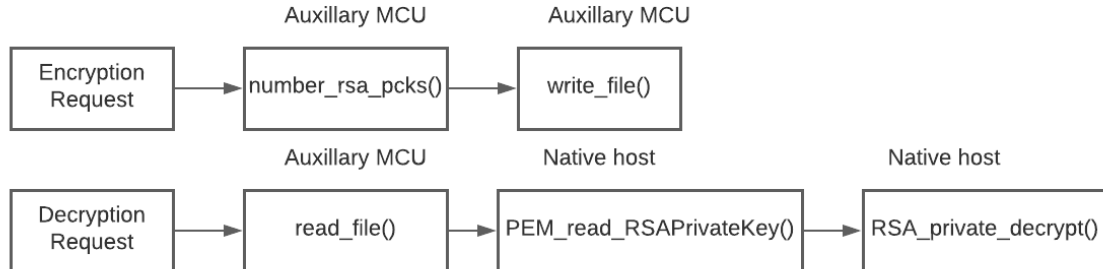 Auxillary MCU
Auxillary MCU
Encryption
Request
number_rsa_pcks()
write_file()
Auxillary MCU
Native host
Native host
Decryption
Request
read_file()
PEM_read_RSAPrivateKey()
RSA_private_decrypt()